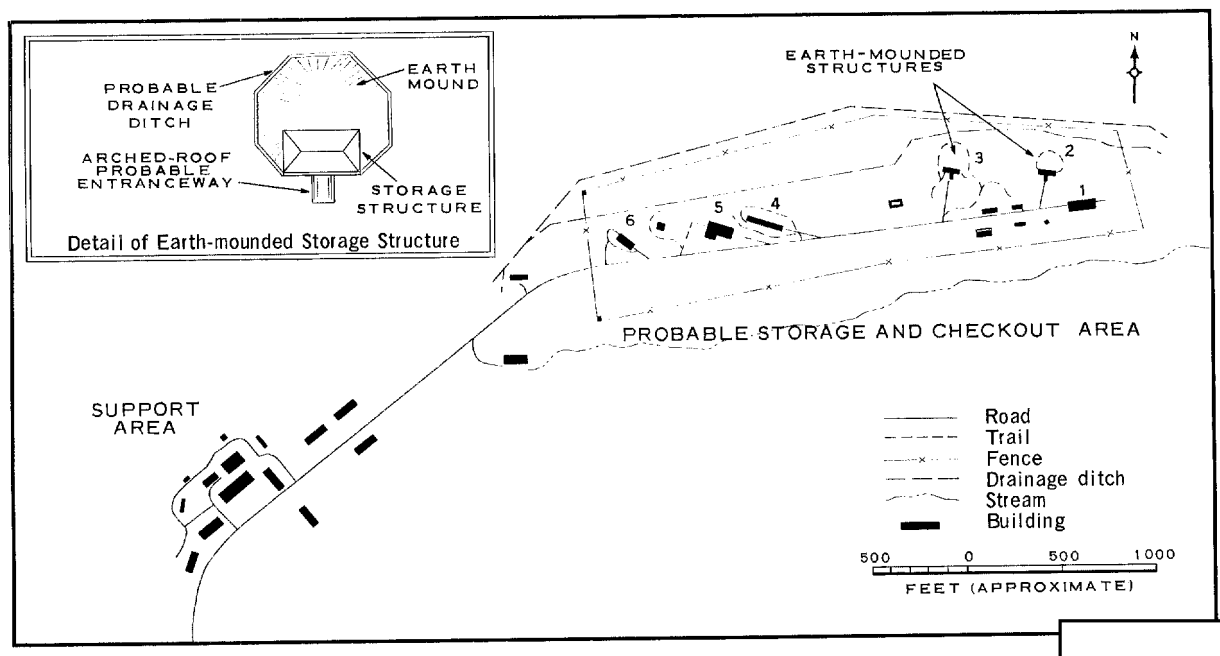 PROBABLE
DRAINAGE
DITCH
EARTH
MOUND
ARCHED-ROOF
PROBABLE
ENTRANCEWAY
STORAGE
STRUCTURE
Detail of Earth-mounded Storage Structure
EARTH-MOUNDED
STRUCTURES
N
3
2
1
6
5
4
PROBABLE STORAGE AND CHECKOUT AREA
SUPPORT
AREA
Road
Trail
Fence
Drainage ditch
Stream
Building
500 0 500 1000
FEET (APPROXIMATE)